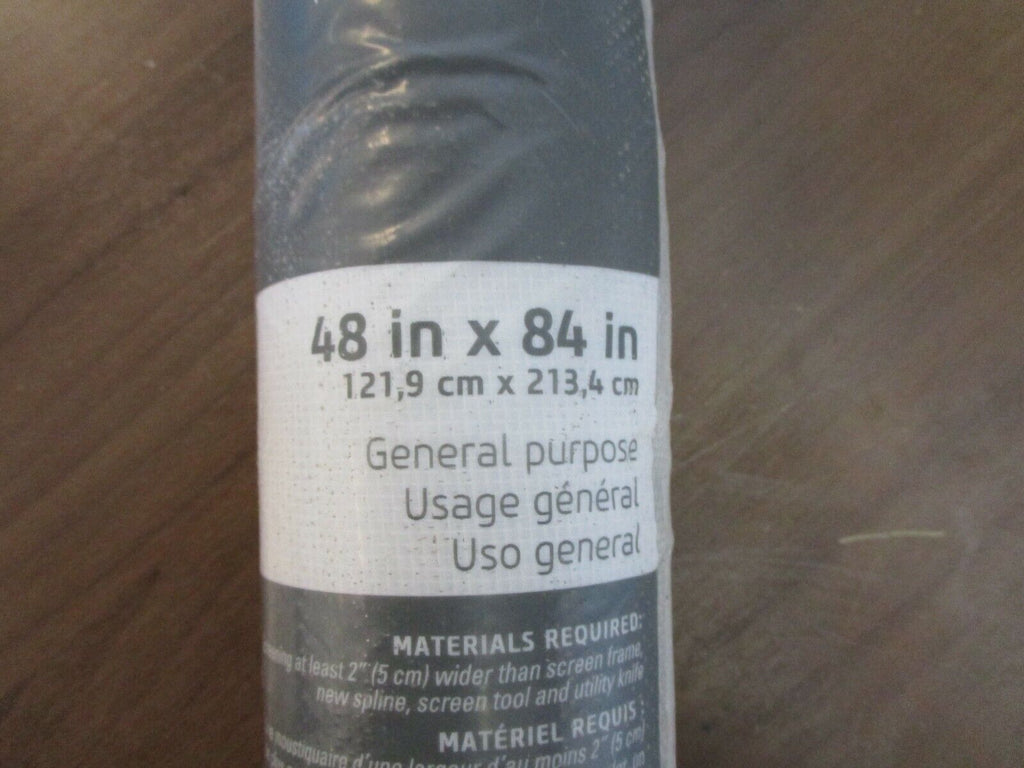 48 in x 84 in
121,9 cm x 213,4 cm
General purpose
Usage général
Uso general
MATERIALS REQUIRED:
at least 2" (5 cm) wider than screen frame,
new spline, screen tool and utility knife
MATÉRIEL REQUIS :
moustiquaire d'une largeur d'au moins 2" (5 cm)